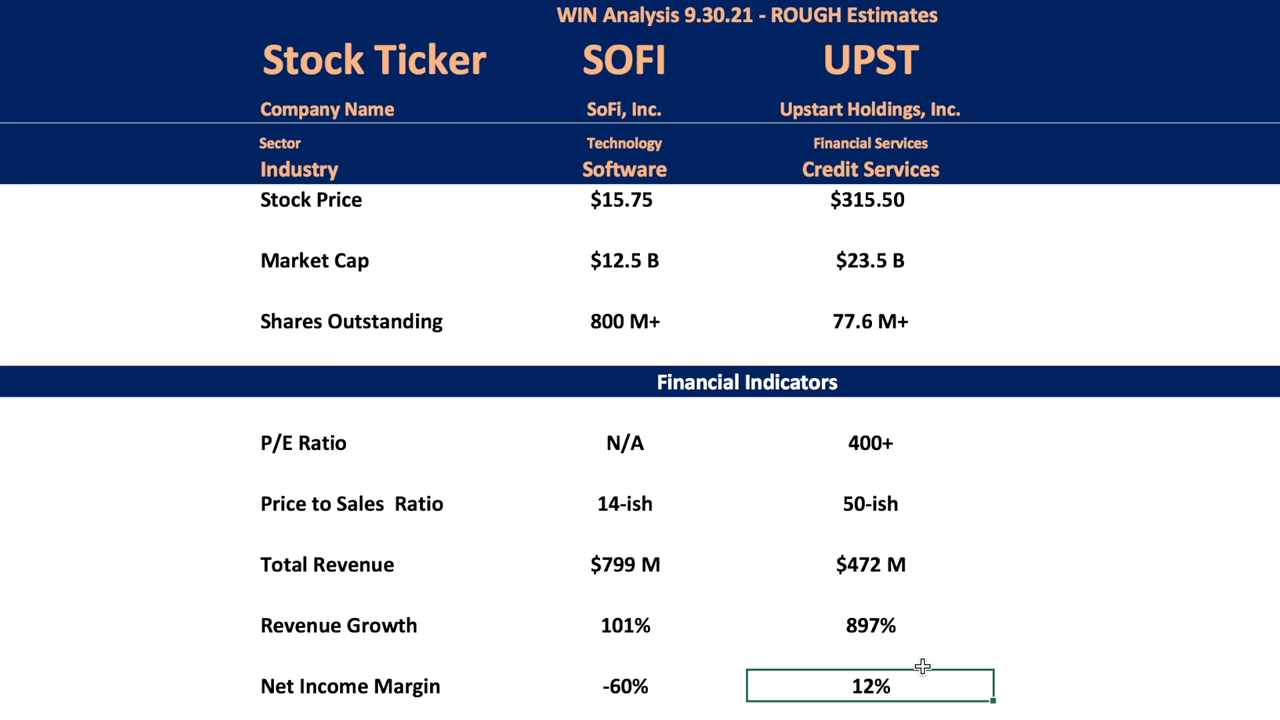 WIN Analysis 9.30.21 - ROUGH Estimates
Stock Ticker SOFI UPST
Company Name SoFi, Inc. Upstart Holdings, Inc.
Sector Technology Financial Services
Industry Software Credit Services
Stock Price $15.75 $315.50
Market Cap $12.5 B $23.5 B
Shares Outstanding 800 M+ 77.6 M+
Financial Indicators
P/E Ratio N/A 400+
Price to Sales Ratio 14-ish 50-ish
Total Revenue $799 M $472 M
Revenue Growth 101% 897%
Net Income Margin -60% 12%